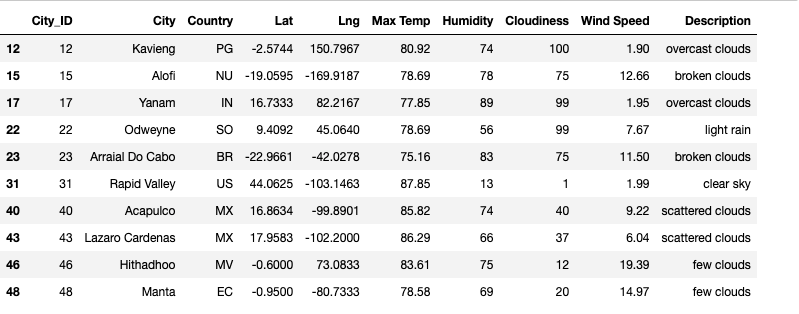 City_ID City Country Lat Lng Max Temp Humidity Cloudiness Wind Speed Description
12 12 Kavieng PG -2.5744 150.7967 80.92 74 100 1.90 overcast clouds
15 15 Alofi NU -19.0595 -169.9187 78.69 78 75 12.66 broken clouds
17 17 Yanam IN 16.7333 82.2167 77.85 89 99 1.95 overcast clouds
22 22 Odweyne SO 9.4092 45.0640 78.69 56 99 7.67 light rain
23 23 Arraial Do Cabo BR -22.9661 -42.0278 75.16 83 75 11.50 broken clouds
31 31 Rapid Valley US 44.0625 -103.1463 87.85 13 1 1.99 clear sky
40 40 Acapulco MX 16.8634 -99.8901 85.82 74 40 9.22 scattered clouds
43 43 Lazaro Cardenas MX 17.9583 -102.2000 86.29 66 37 6.04 scattered clouds
46 46 Hithadhoo MV -0.6000 73.0833 83.61 75 12 19.39 few clouds
48 48 Manta EC -0.9500 -80.7333 78.58 69 20 14.97 few clouds